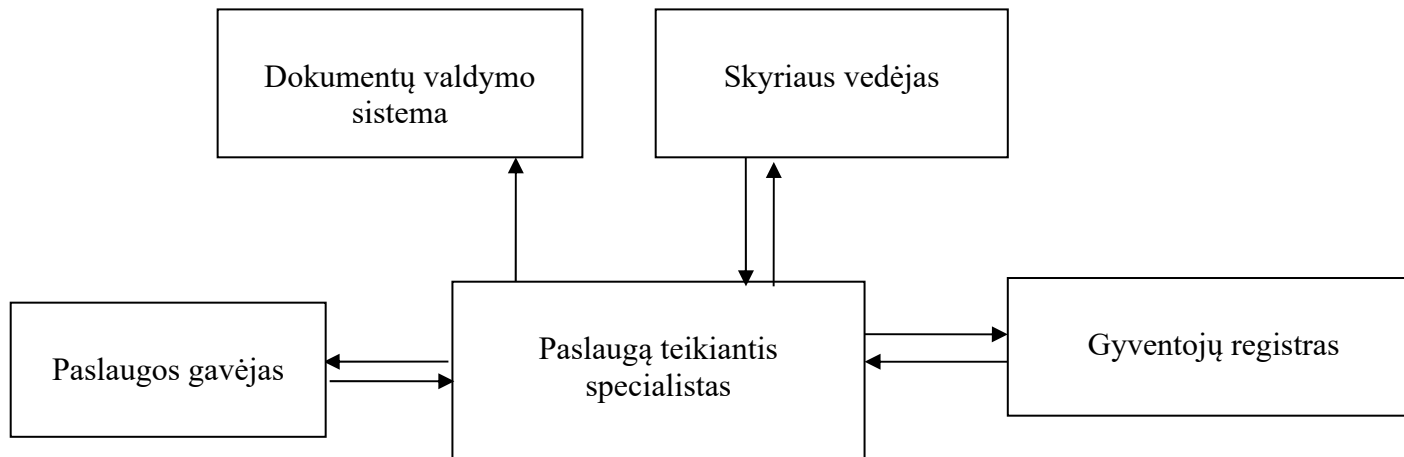 Dokumentų valdymo
sistema
Skyriaus vedėjas
Paslaugos gavėjas
Paslaugą teikiantis
specialistas
Gyventojų registras